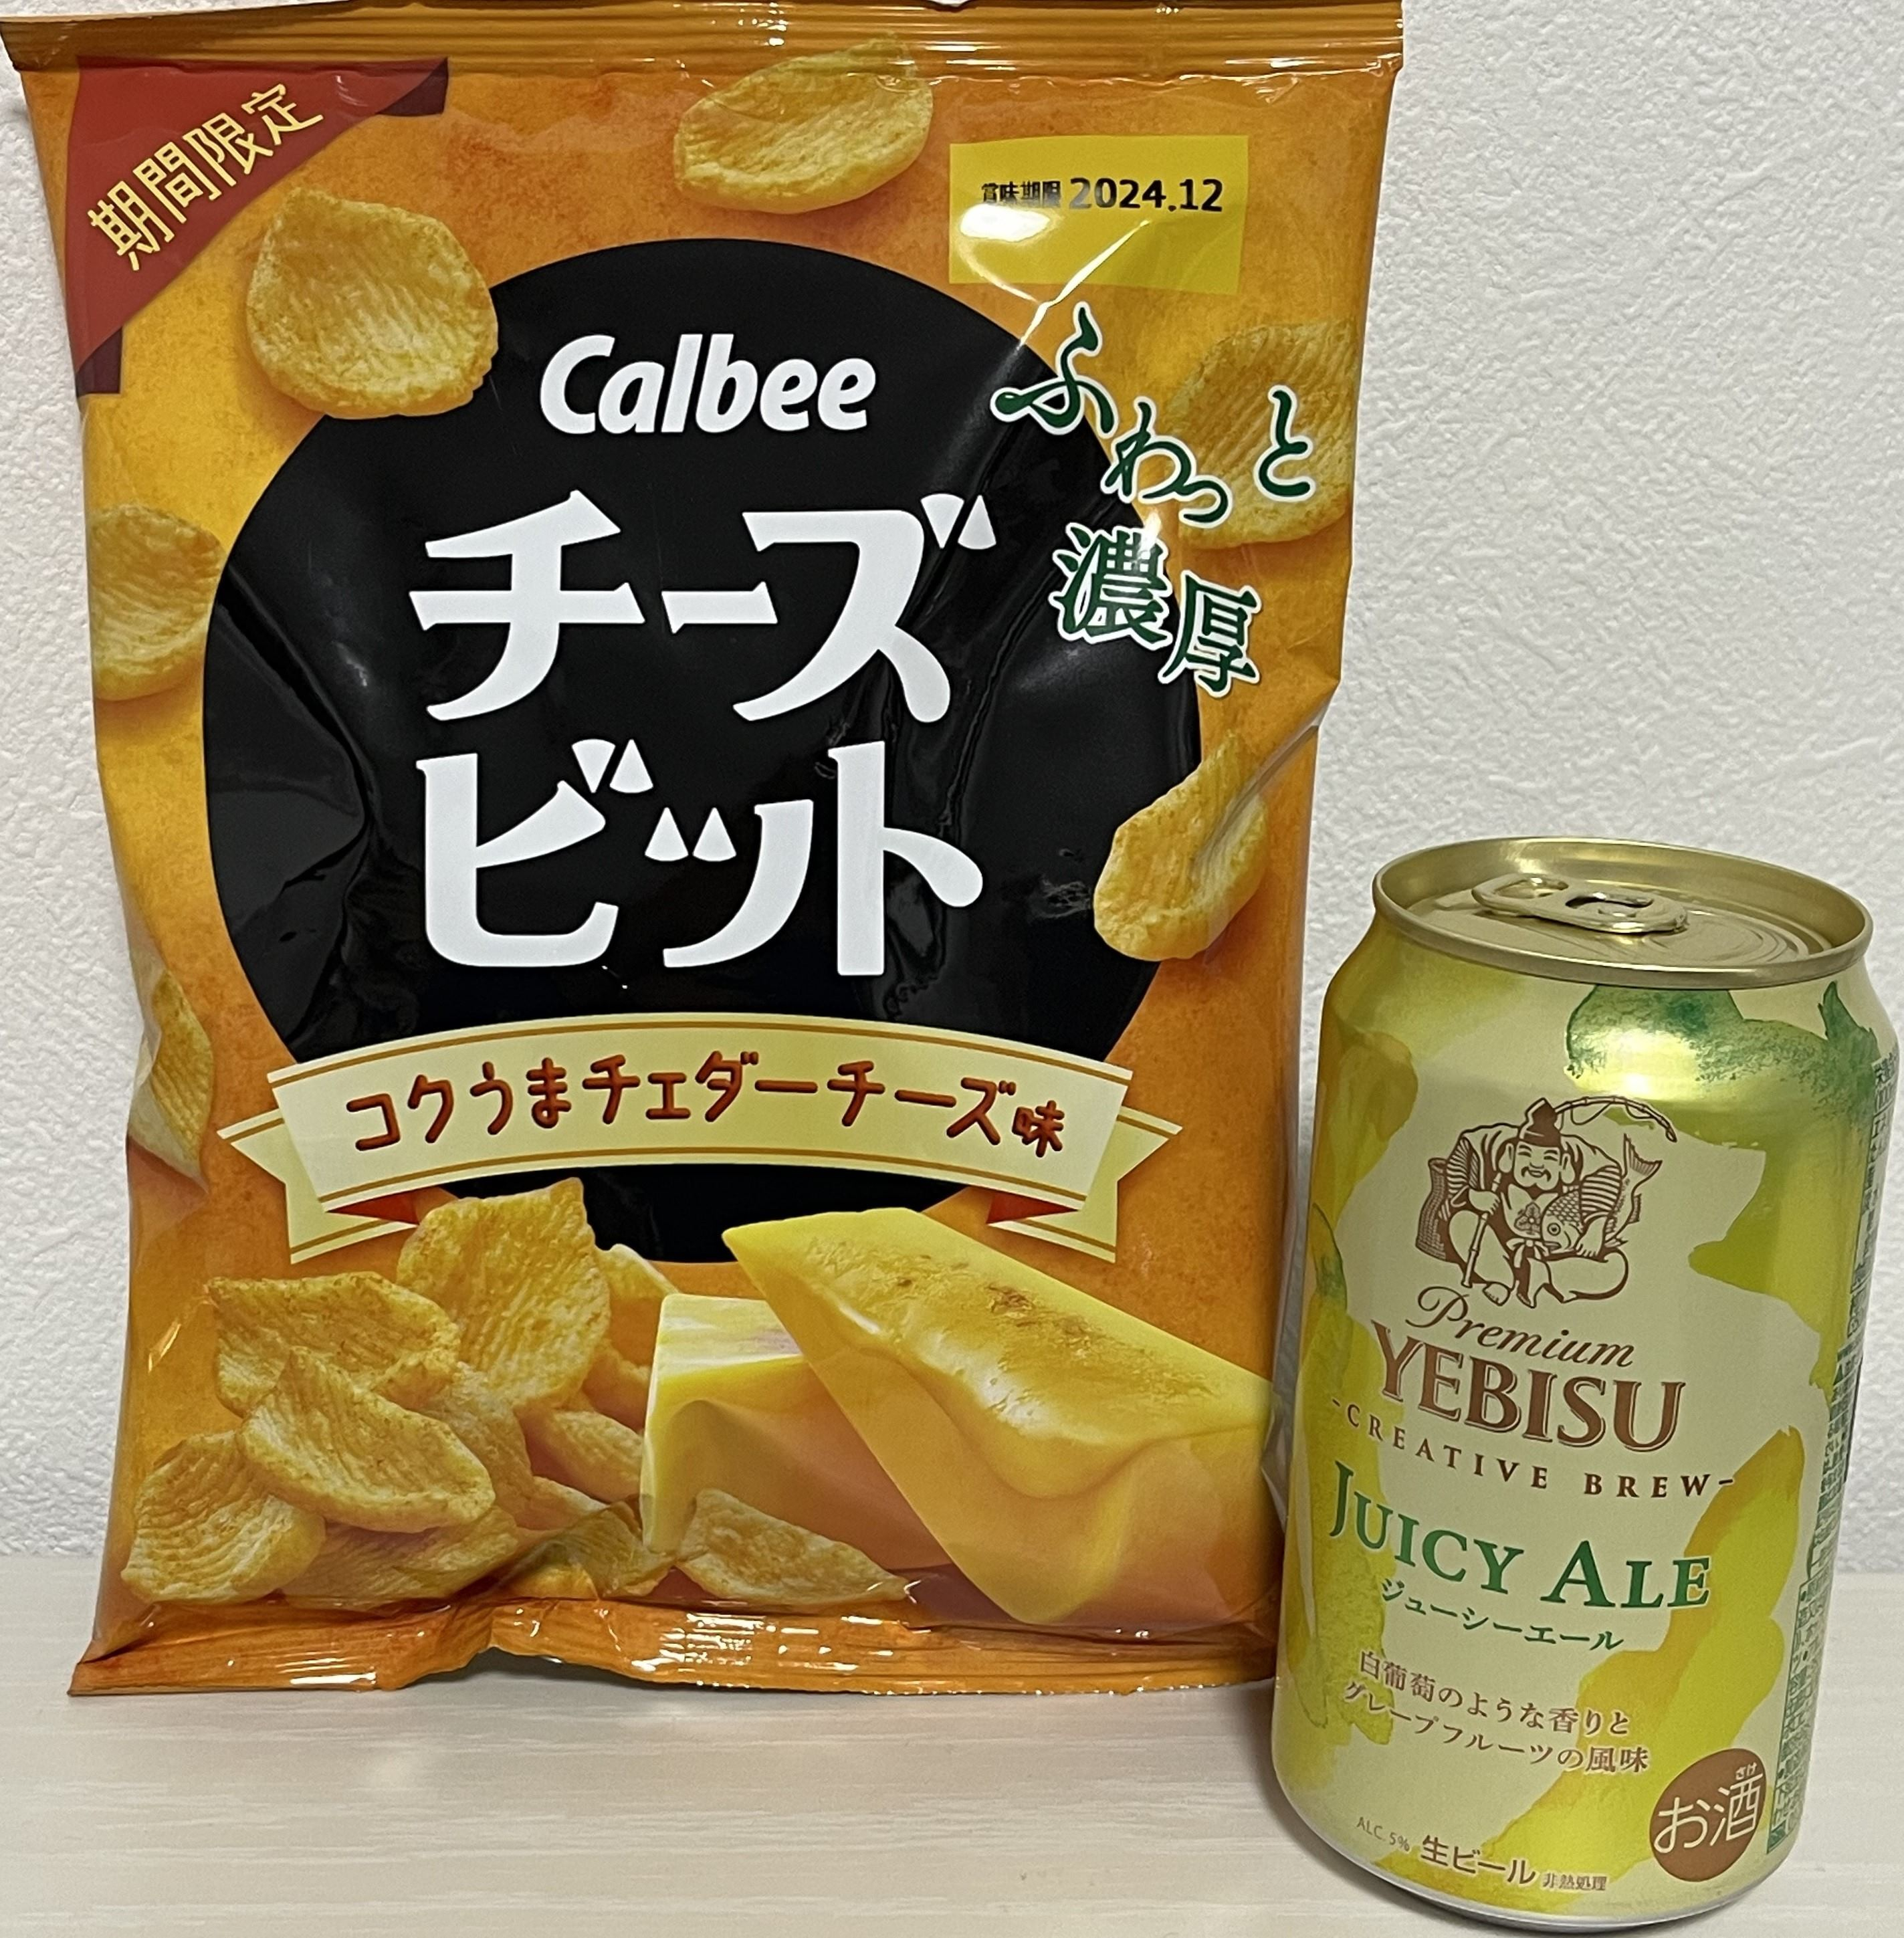 期間限定
賞味期限 2024.12
Calbee
ふわっと
濃厚
チーズ
ビット
コクうまチェダーチーズ味
Premium
YEBISU
-CREATIVE BREW-
JUICY ALE
ジューシーエール
白葡萄のような香りと
グレープフルーツの風味
さけ
お酒
ALC.5% 生ビール 非熱処理